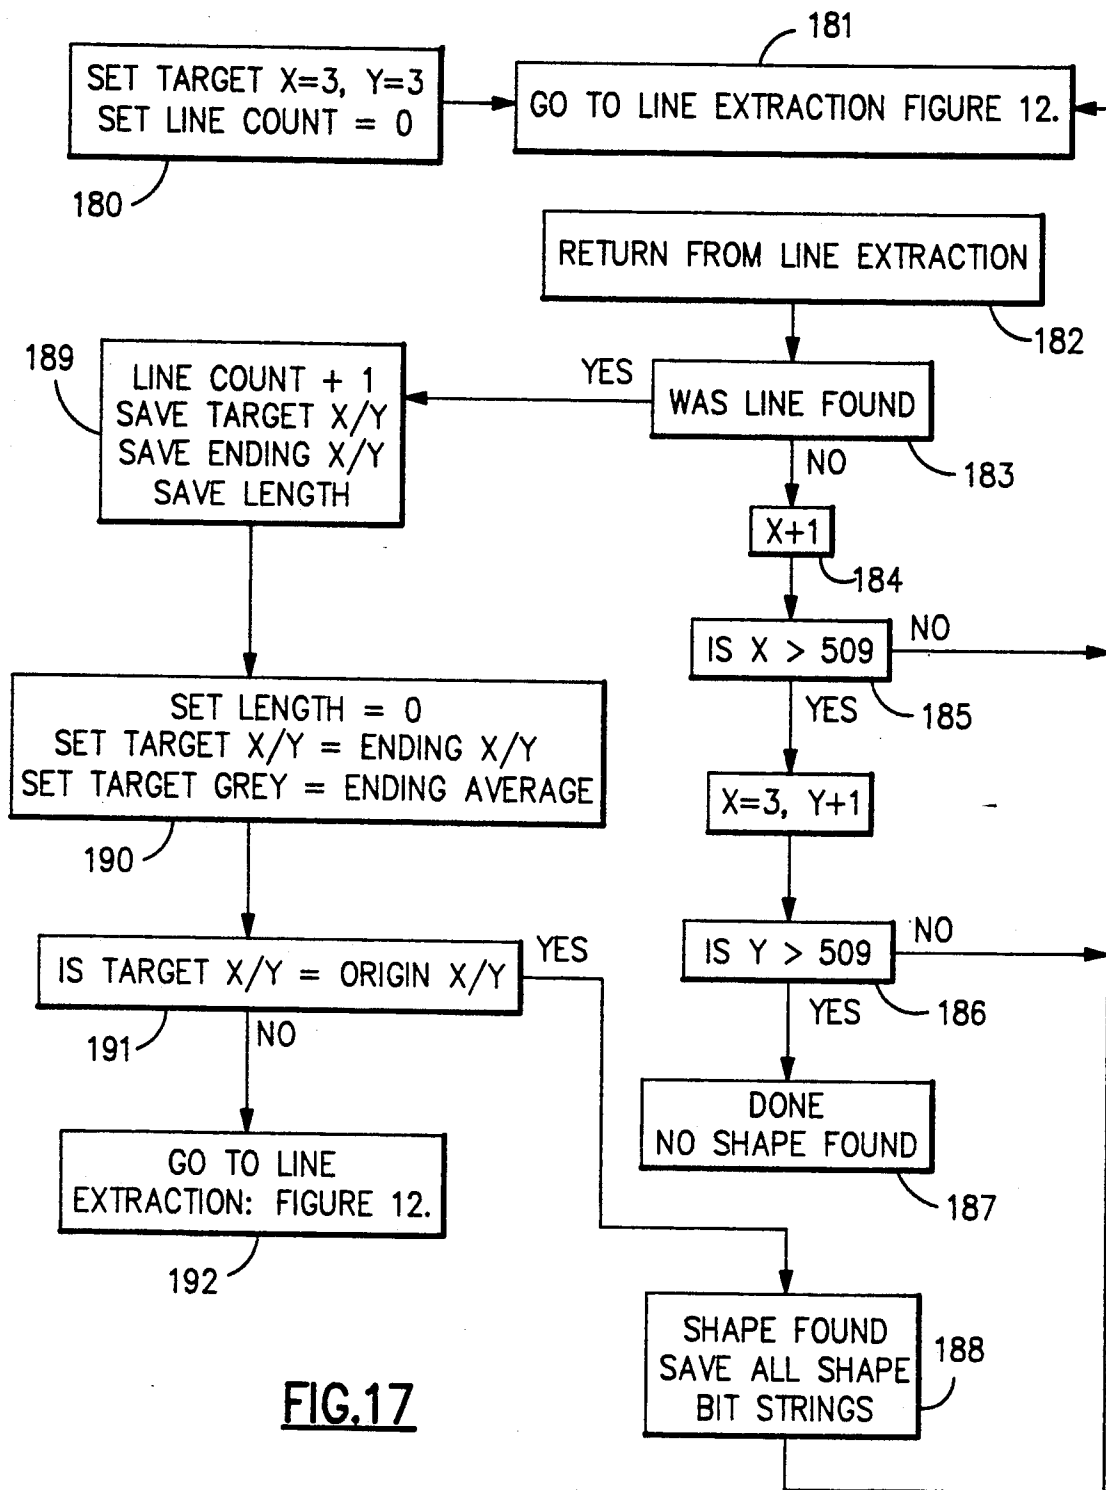 181
SET TARGET X=3, Y=3
SET LINE COUNT = 0
GO TO LINE EXTRACTION FIGURE 12.
180
RETURN FROM LINE EXTRACTION
182
189
LINE COUNT + 1
SAVE TARGET X/Y
SAVE ENDING X/Y
SAVE LENGTH
YES
WAS LINE FOUND
NO
183
X+1
184
IS X > 509
NO
YES
185
SET LENGTH = 0
SET TARGET X/Y = ENDING X/Y
SET TARGET GREY = ENDING AVERAGE
190
X=3, Y+1
IS TARGET X/Y = ORIGIN X/Y
YES
191
NO
IS Y > 509
NO
YES
186
DONE
NO SHAPE FOUND
187
GO TO LINE
EXTRACTION: FIGURE 12.
192
SHAPE FOUND
SAVE ALL SHAPE
BIT STRINGS
188
FIG.17